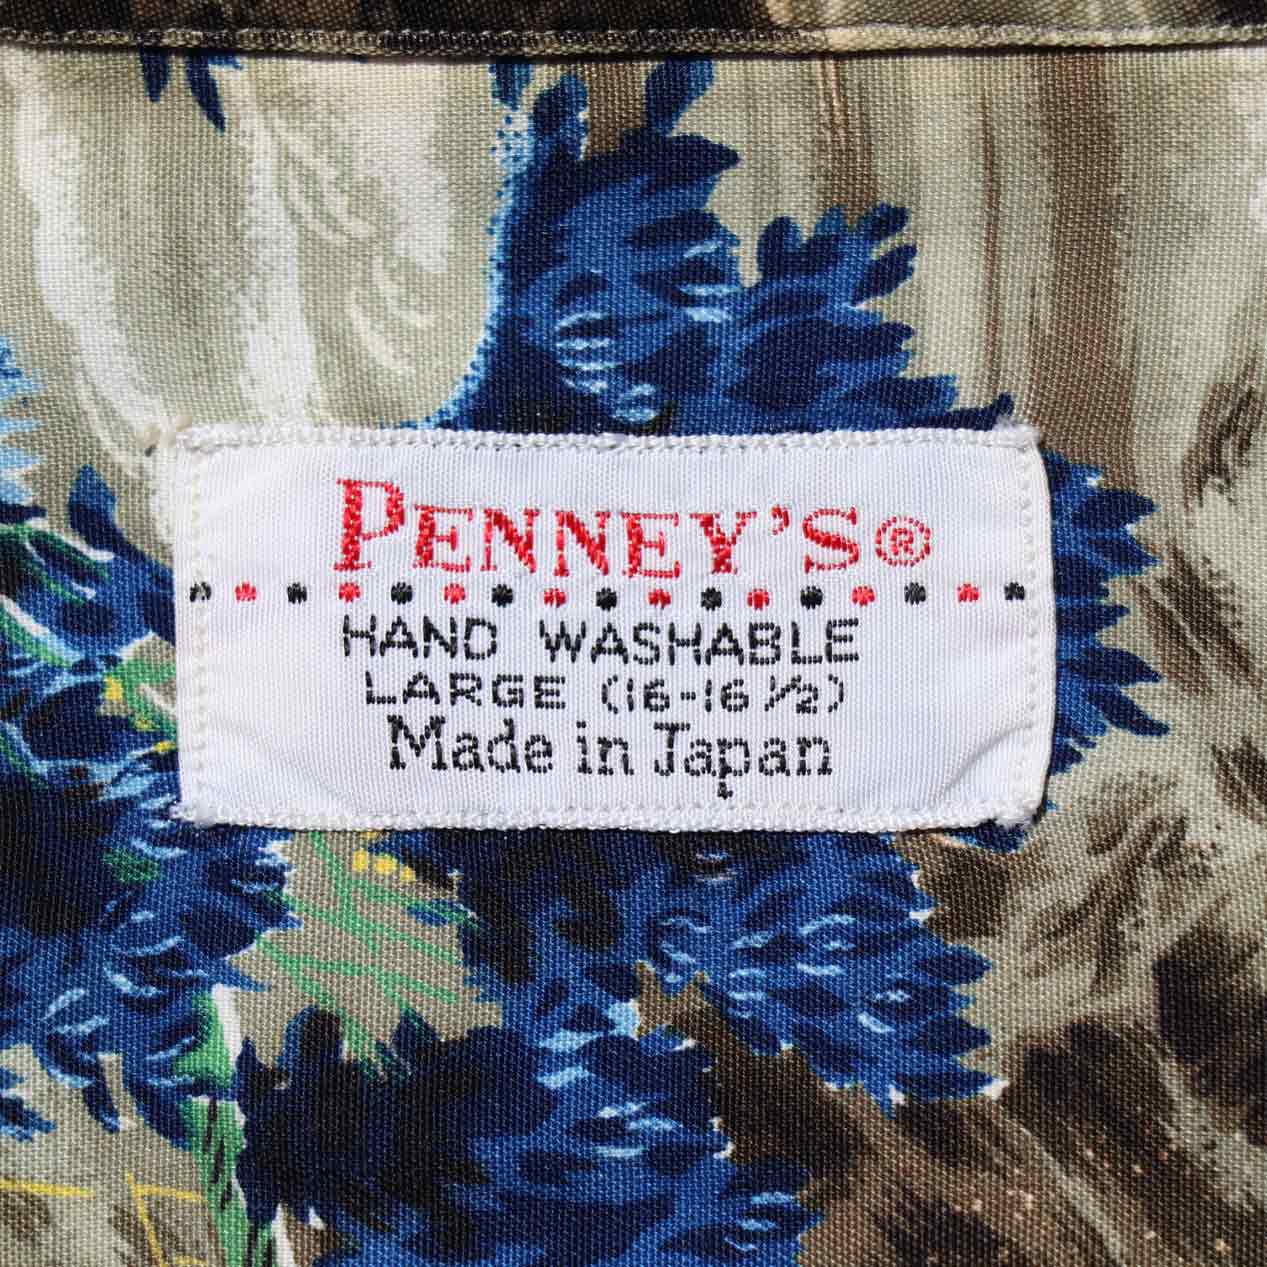 PENNEY'S®
HAND WASHABLE
LARGE (16-16 1/2)
Made in Japan